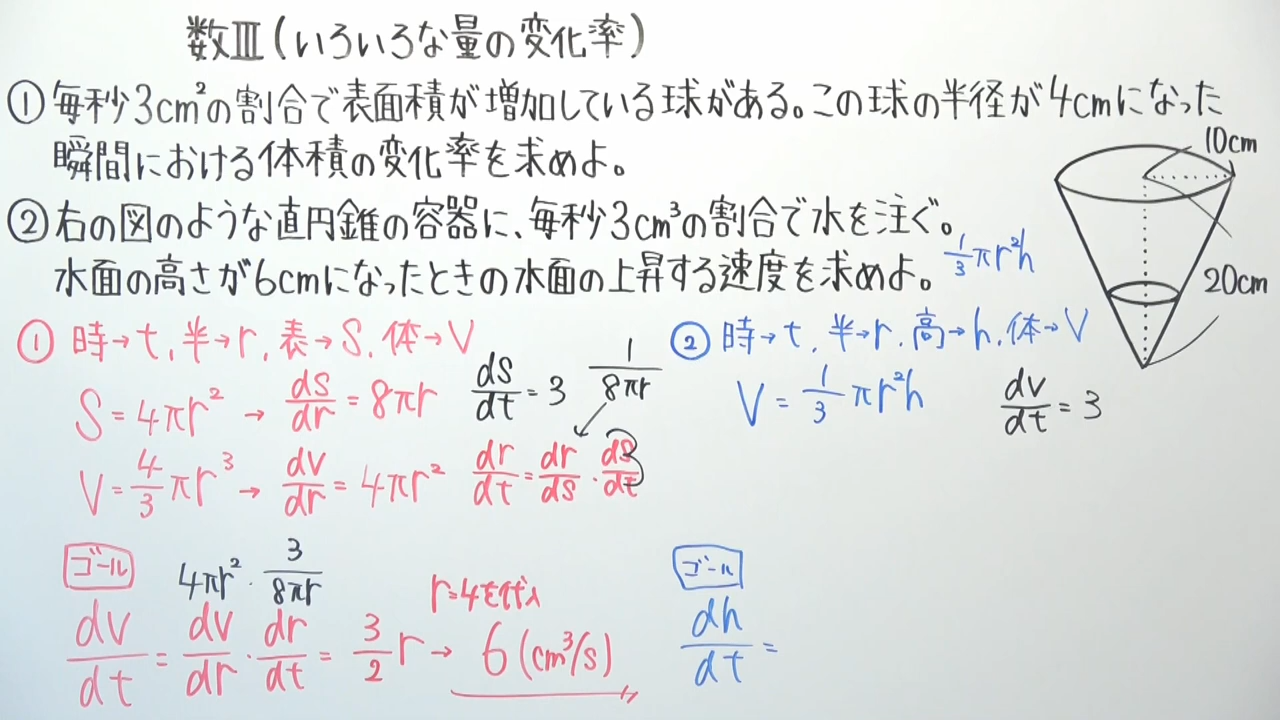 数Ⅲ(いろいろな量の変化率)
① 毎秒3cm²の割合で表面積が増加している球がある。この球の半径が4cmになった
瞬間における体積の変化率を求めよ。
② 右の図のような直円錐の容器に、毎秒3cm³の割合で水を注ぐ。
水面の高さが6cmになったときの水面の上昇する速度を求めよ。
1/3 πr²h
10cm
20cm
① 時→t, 半→r, 表→S, 体→V
S = 4πr² → dS/dr = 8πr
dS/dt = 3
1/8πr
V = 4/3 πr³ → dV/dr = 4πr²
dr/dt = dr/dS · dS/dt
3
ゴール
4πr² · 3/8πr
r=4を代入
dV/dt = dV/dr · dr/dt = 3/2 r → 6 (cm³/s)
② 時→t, 半→r, 高→h, 体→V
V = 1/3 πr²h
dV/dt = 3
ゴール
dh/dt =